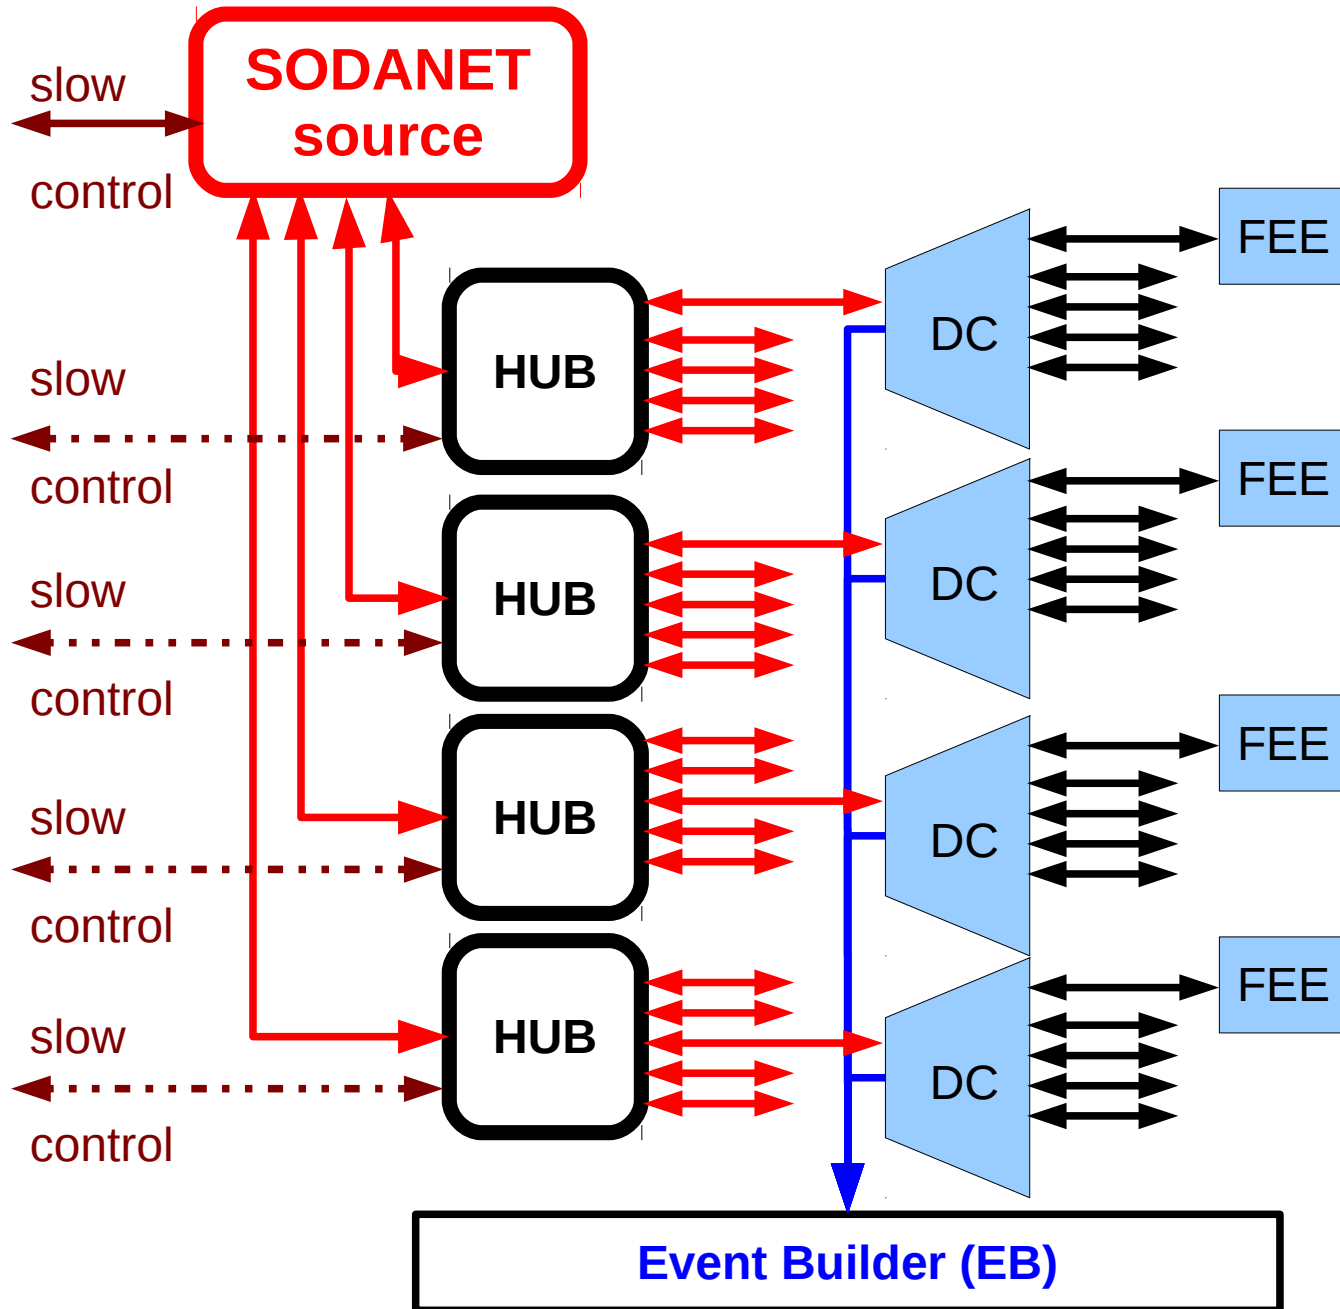 SODANET
source
slow
control
FEE
DC
HUB
slow
control
FEE
DC
HUB
slow
control
FEE
DC
HUB
slow
control
FEE
DC
HUB
slow
control
Event Builder (EB)